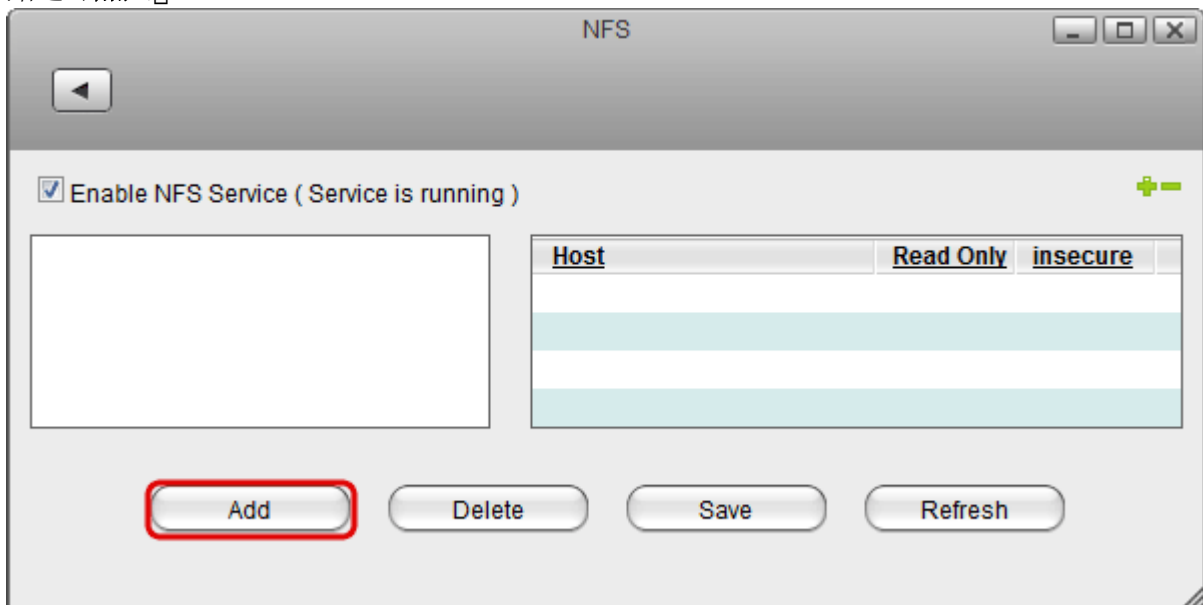 NFS
Enable NFS Service ( Service is running )
Host Read Only insecure
Add Delete Save Refresh